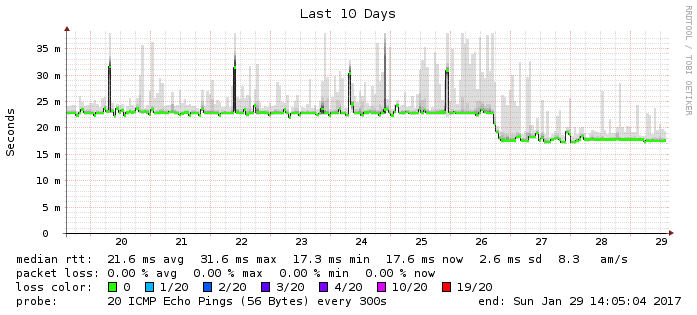 Last 10 Days
RRDTOOL / TOBI OETIKER
Seconds
35 m
30 m
25 m
20 m
15 m
10 m
5 m
0
20 21 22 23 24 25 26 27 28 29
median rtt: 21.6 ms avg 31.6 ms max 17.3 ms min 17.6 ms now 2.6 ms sd 8.3 am/s
packet loss: 0.00 % avg 0.00 % max 0.00 % min 0.00 % now
loss color: 0 1/20 2/20 3/20 4/20 10/20 19/20
probe: 20 ICMP Echo Pings (56 Bytes) every 300s end: Sun Jan 29 14:05:04 2017